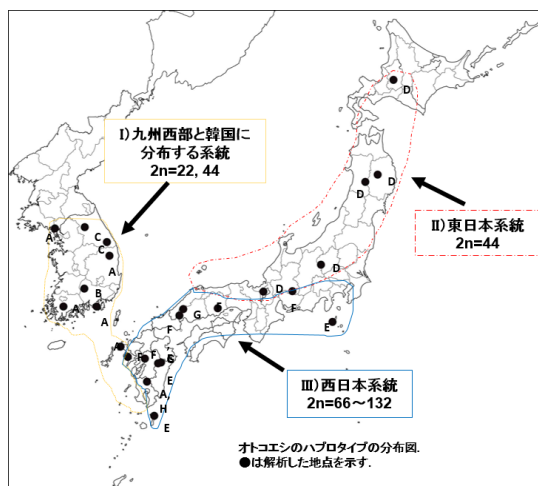 I)九州西部と韓国に
分布する系統
2n=22, 44
II)東日本系統
2n=44
III)西日本系統
2n=66～132
オトコエシのハプロタイプの分布図.
●は解析した地点を示す.
D
D
D
D
D
F
E
G
F
A
C
C
A
B
A
A
F
E
A
H
E